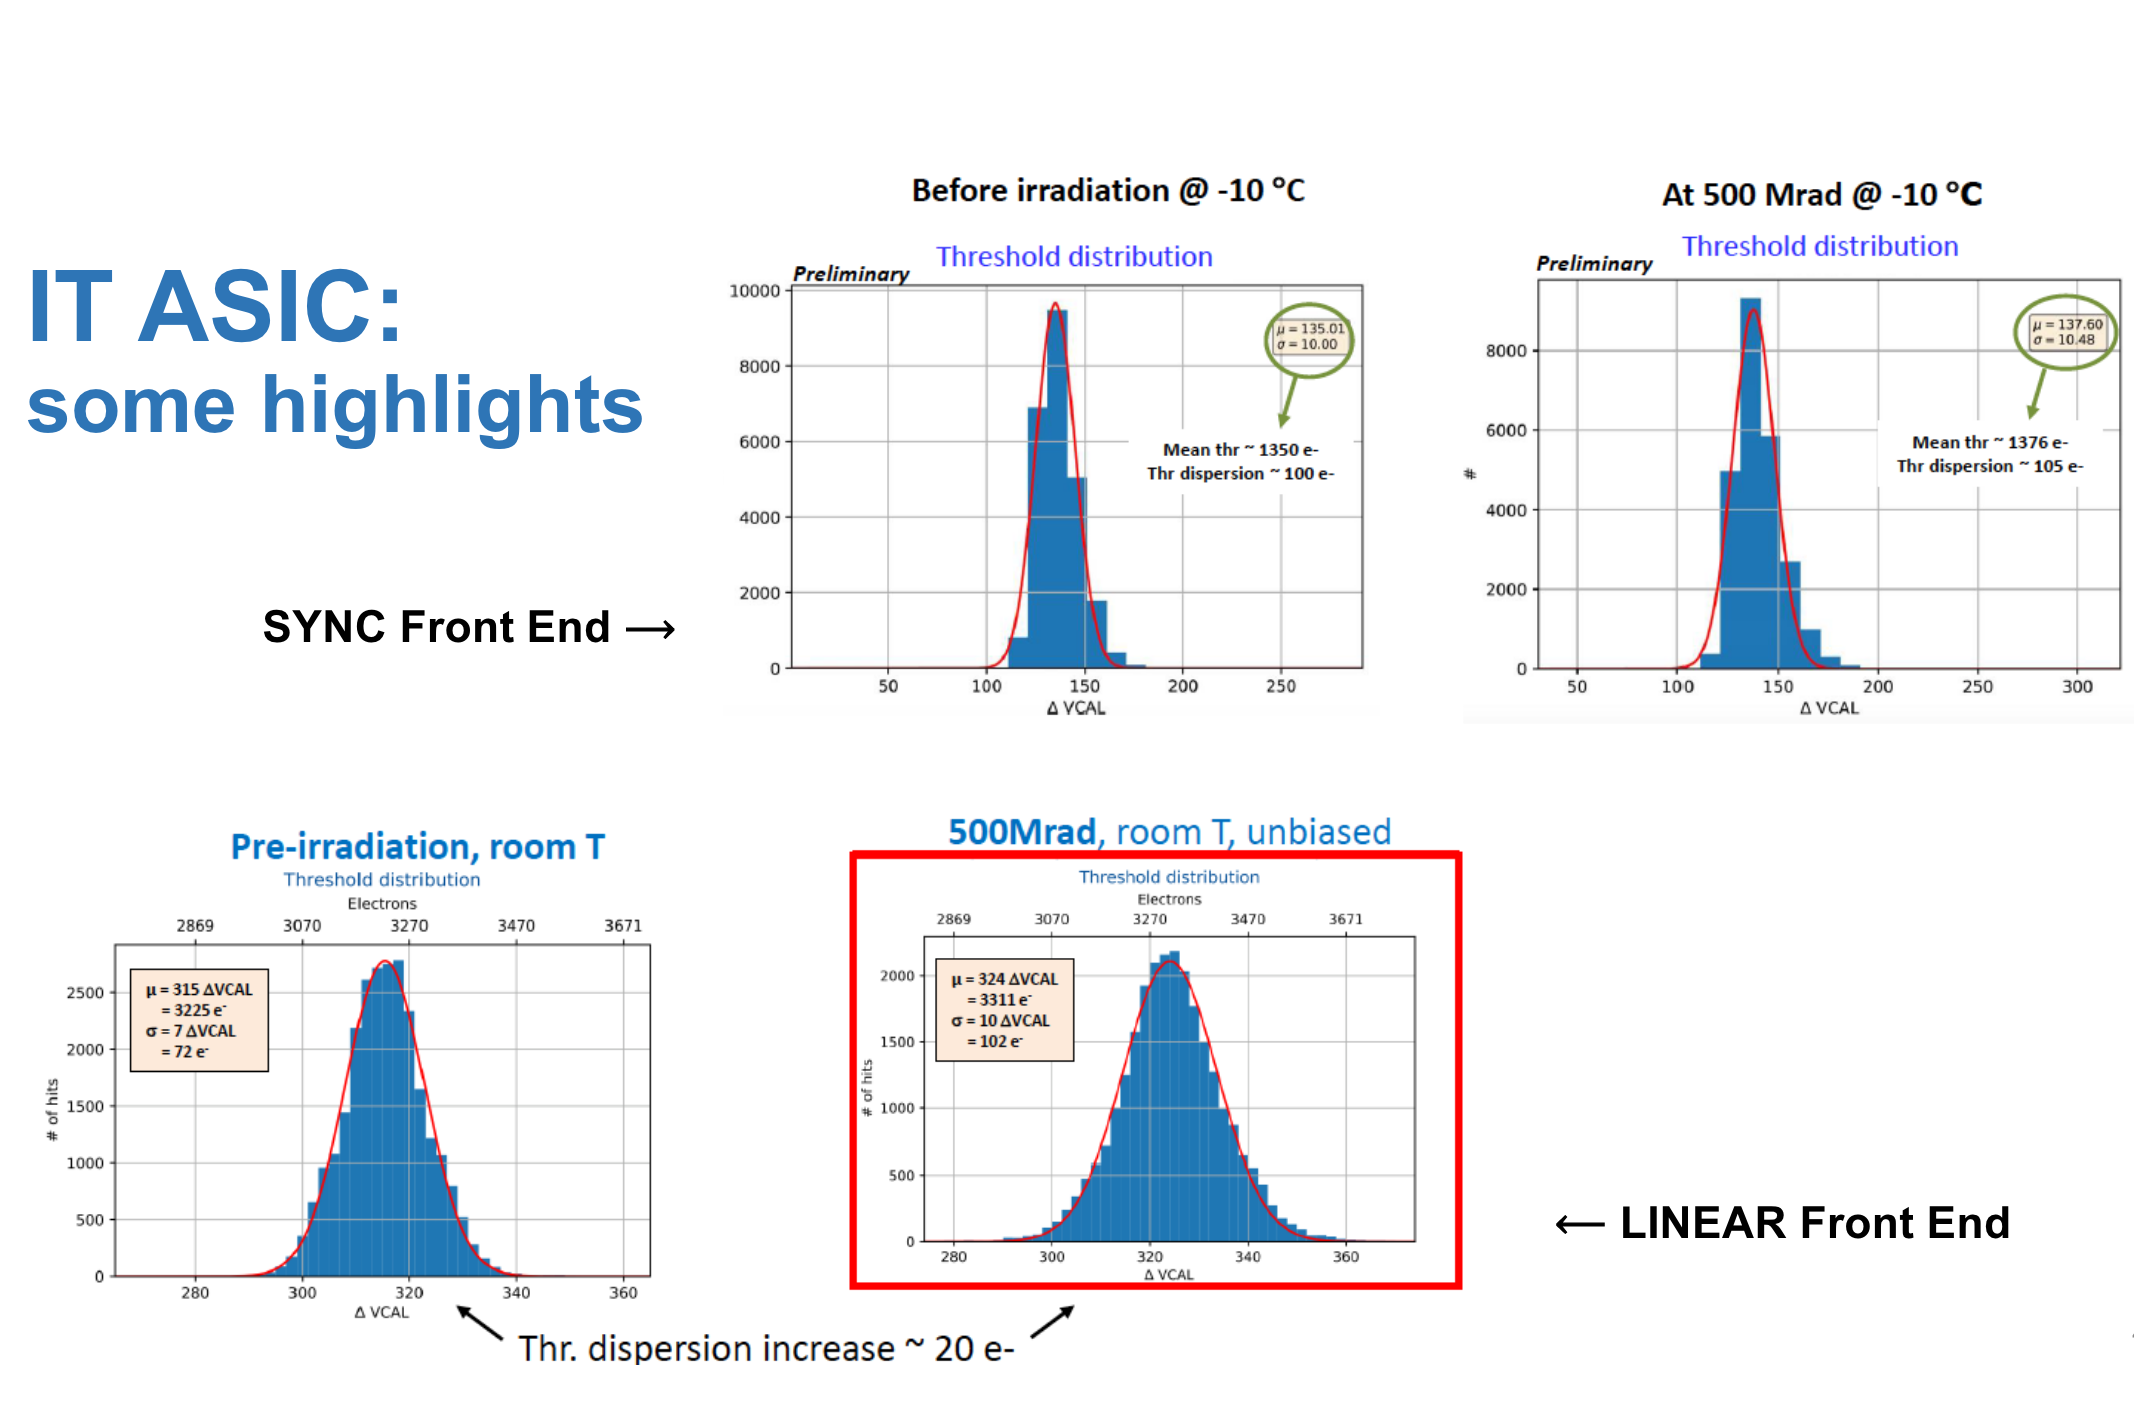 IT ASIC:
some highlights
SYNC Front End →
Before irradiation @ -10 °C
Threshold distribution
Preliminary
10000
8000
6000
4000
2000
0
μ = 135.01
σ = 10.00
Mean thr ~ 1350 e-
Thr dispersion ~ 100 e-
50 100 150 200 250
Δ VCAL
At 500 Mrad @ -10 °C
Threshold distribution
Preliminary
8000
6000
4000
2000
0
#
μ = 137.60
σ = 10.48
Mean thr ~ 1376 e-
Thr dispersion ~ 105 e-
50 100 150 200 250 300
Δ VCAL
Pre-irradiation, room T
Threshold distribution
Electrons
2869 3070 3270 3470 3671
μ = 315 ΔVCAL
= 3225 e-
σ = 7 ΔVCAL
= 72 e-
2500
2000
1500
1000
500
0
# of hits
280 300 320 340 360
Δ VCAL
500Mrad, room T, unbiased
Threshold distribution
Electrons
2869 3070 3270 3470 3671
μ = 324 ΔVCAL
= 3311 e-
σ = 10 ΔVCAL
= 102 e-
2000
1500
1000
500
0
# of hits
280 300 320 340 360
Δ VCAL
← LINEAR Front End
Thr. dispersion increase ~ 20 e-